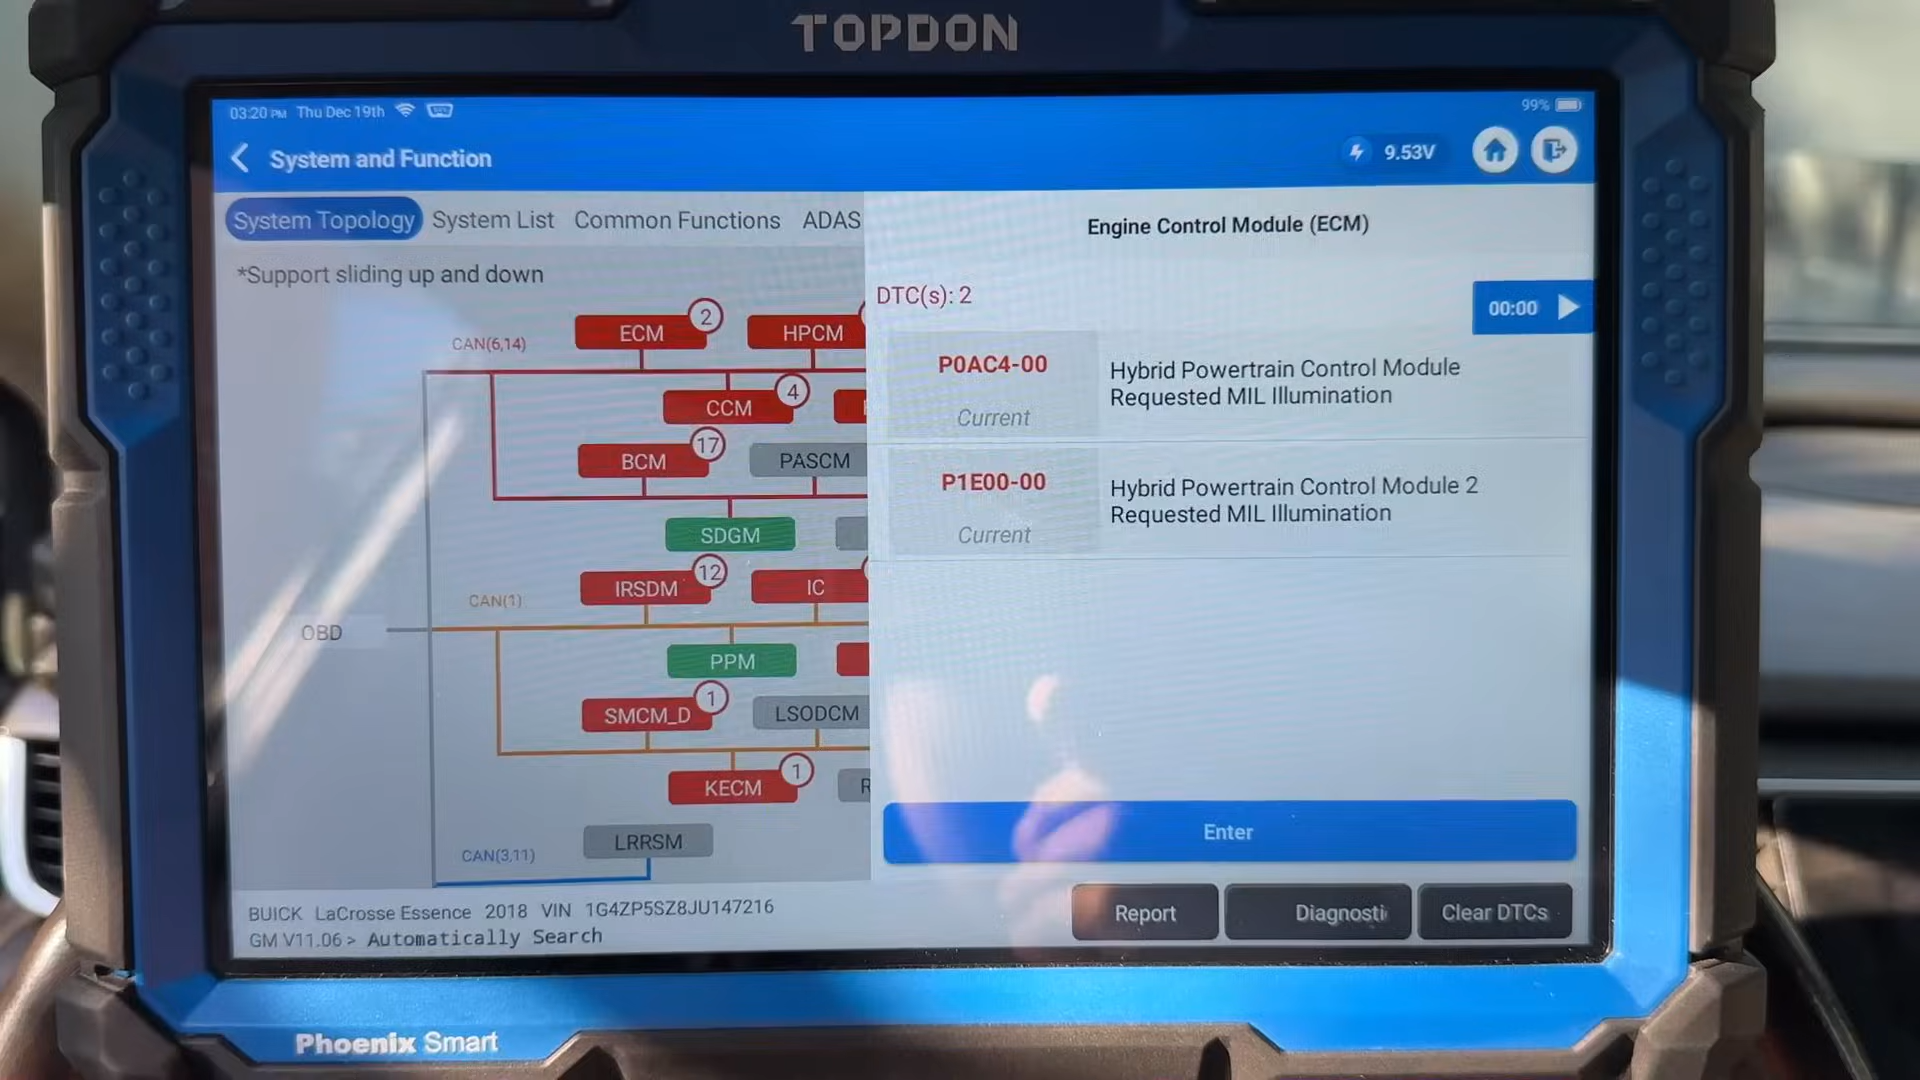 TOPDON
03:20 PM Thu Dec 19th
99%
System and Function
9.53V
System Topology
System List
Common Functions
ADAS
*Support sliding up and down
Engine Control Module (ECM)
DTC(s): 2
00:00
P0AC4-00
Current
Hybrid Powertrain Control Module
Requested MIL Illumination
P1E00-00
Current
Hybrid Powertrain Control Module 2
Requested MIL Illumination
CAN(6,14)
ECM
2
HPCM
CCM
4
BCM
17
PASCM
SDGM
CAN(1)
IRSDM
12
IC
OBD
PPM
SMCM_D
1
LSODCM
KECM
1
R
CAN(3,11)
LRRSM
Enter
BUICK LaCrosse Essence 2018 VIN 1G4ZP5SZ8JU147216
GM V11.06 > Automatically Search
Report
Diagnosti
Clear DTCs
Phoenix Smart